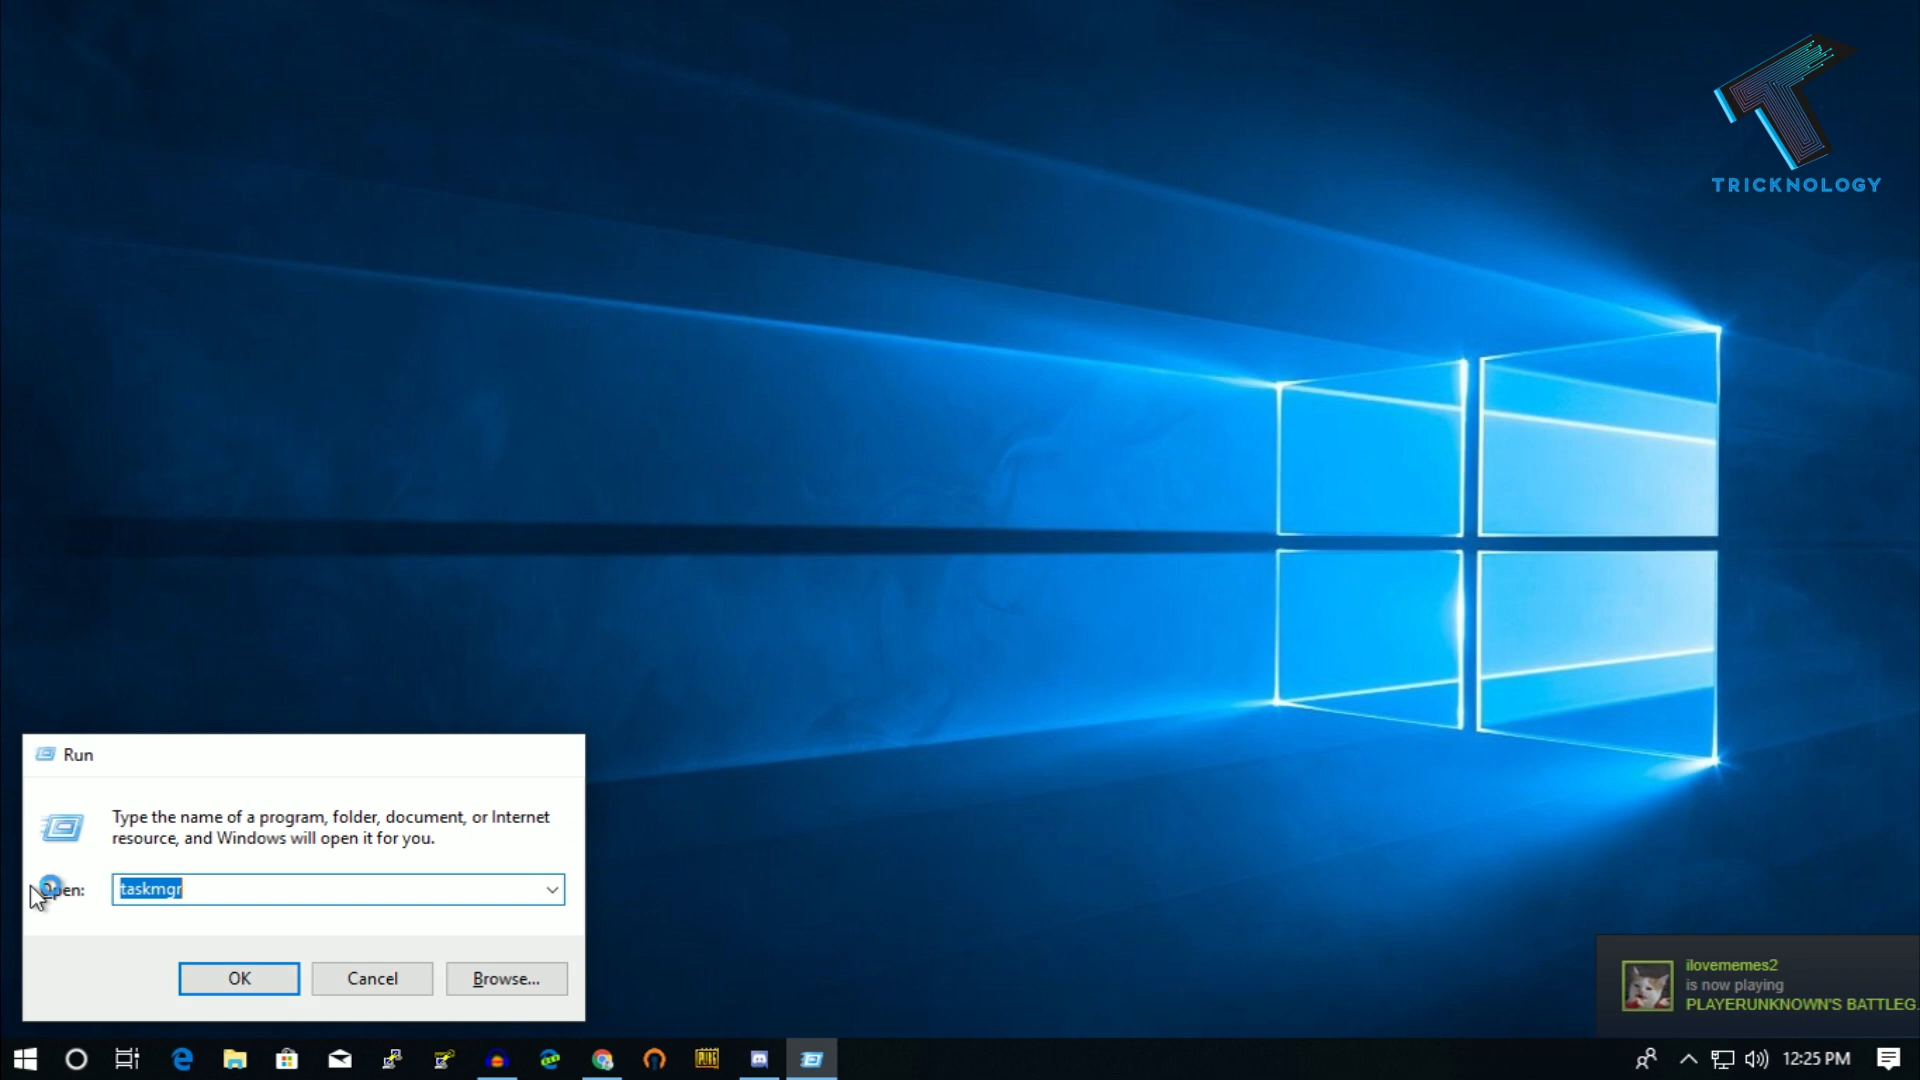 TRICKNOLOGY
Run
Type the name of a program, folder, document, or Internet
resource, and Windows will open it for you.
Open:
taskmgr
OK
Cancel
Browse...
ilovememes2
is now playing
PLAYERUNKNOWN'S BATTLEG
PUBG
12:25 PM